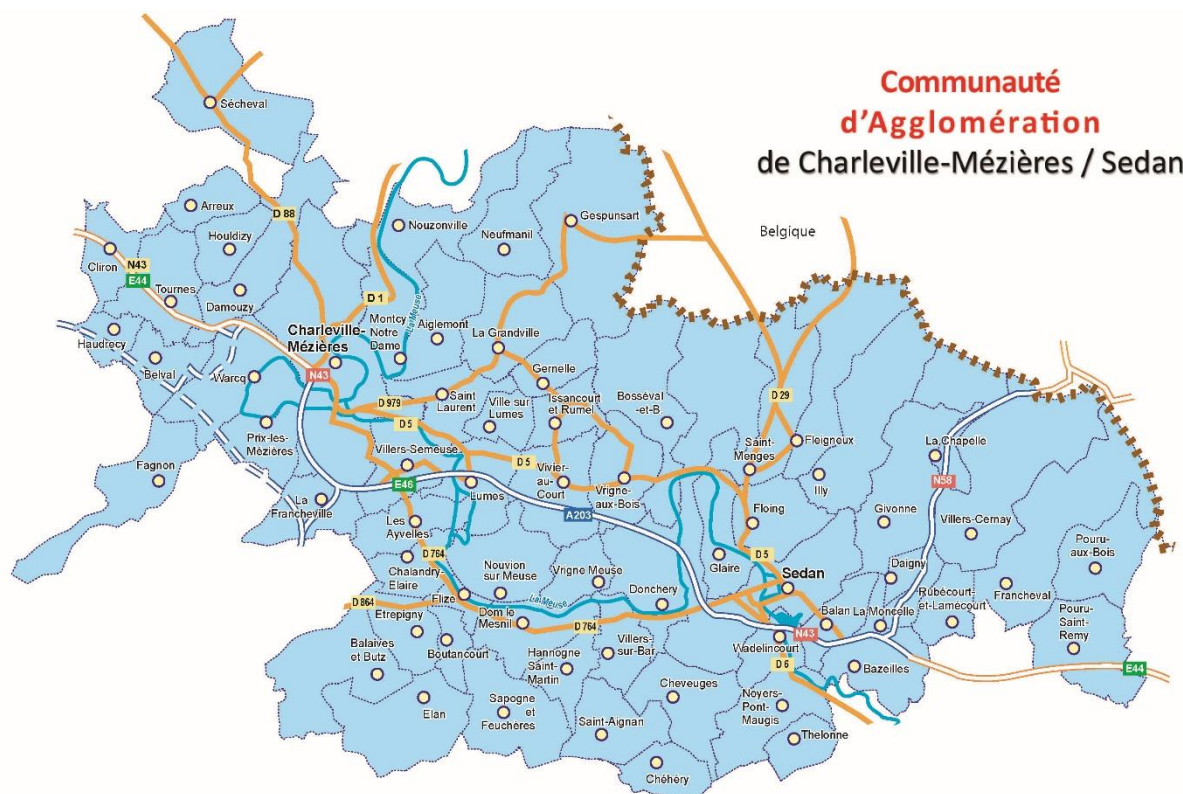 Communauté
d'Agglomération
de Charleville-Mézières / Sedan
Belgique
Sécheval
Arreux
Houldizy
D 88
Nouzonville
Neufmanil
Gespunsart
Cliron
N43
E44
Tournes
Damouzy
D 1
Haudrecy
Belval
Warcq
Charleville-
Mézières
Montcy
Notre
Dame
La Meuse
Aiglemont
La Grandville
Gernelle
N43
D 979
Saint
Laurent
Ville sur
Lumes
Issancourt
et Rumel
Bosséval
-et-B.
D 29
Prix-les-
Mézières
D 5
Villers-Semeuse
D 5
Fagnon
La
Francheville
E46
Lumes
Vivier-
au-
Court
Vrigne-
aux-Bois
Saint-
Menges
Fleigneux
Illy
La Chapelle
N58
A203
Les
Ayvelles
Floing
Givonne
Villers-Cernay
D 764
Chalandry-
Elaire
Nouvion
sur Meuse
Vrigne Meuse
Glaire
D 5
Sedan
Daigny
Pouru-
aux-Bois
D 864
Elize
La Meuse
Donchery
Balan
La Moncelle
Rubécourt-
et-Lamécourt
Francheval
Etrepigny
Dom le
Mesnil
D 764
N43
Pouru-
Saint-
Remy
Balaives
et Butz
Boutancourt
Hannogne
Saint-
Martin
Villers-
sur-Bar
Wadelincourt
D 6
Bazeilles
E44
Elan
Sapogne
et
Feuchères
Saint-Aignan
Cheveuges
Noyers-
Pont-
Maugis
Thelonne
Chéhéry